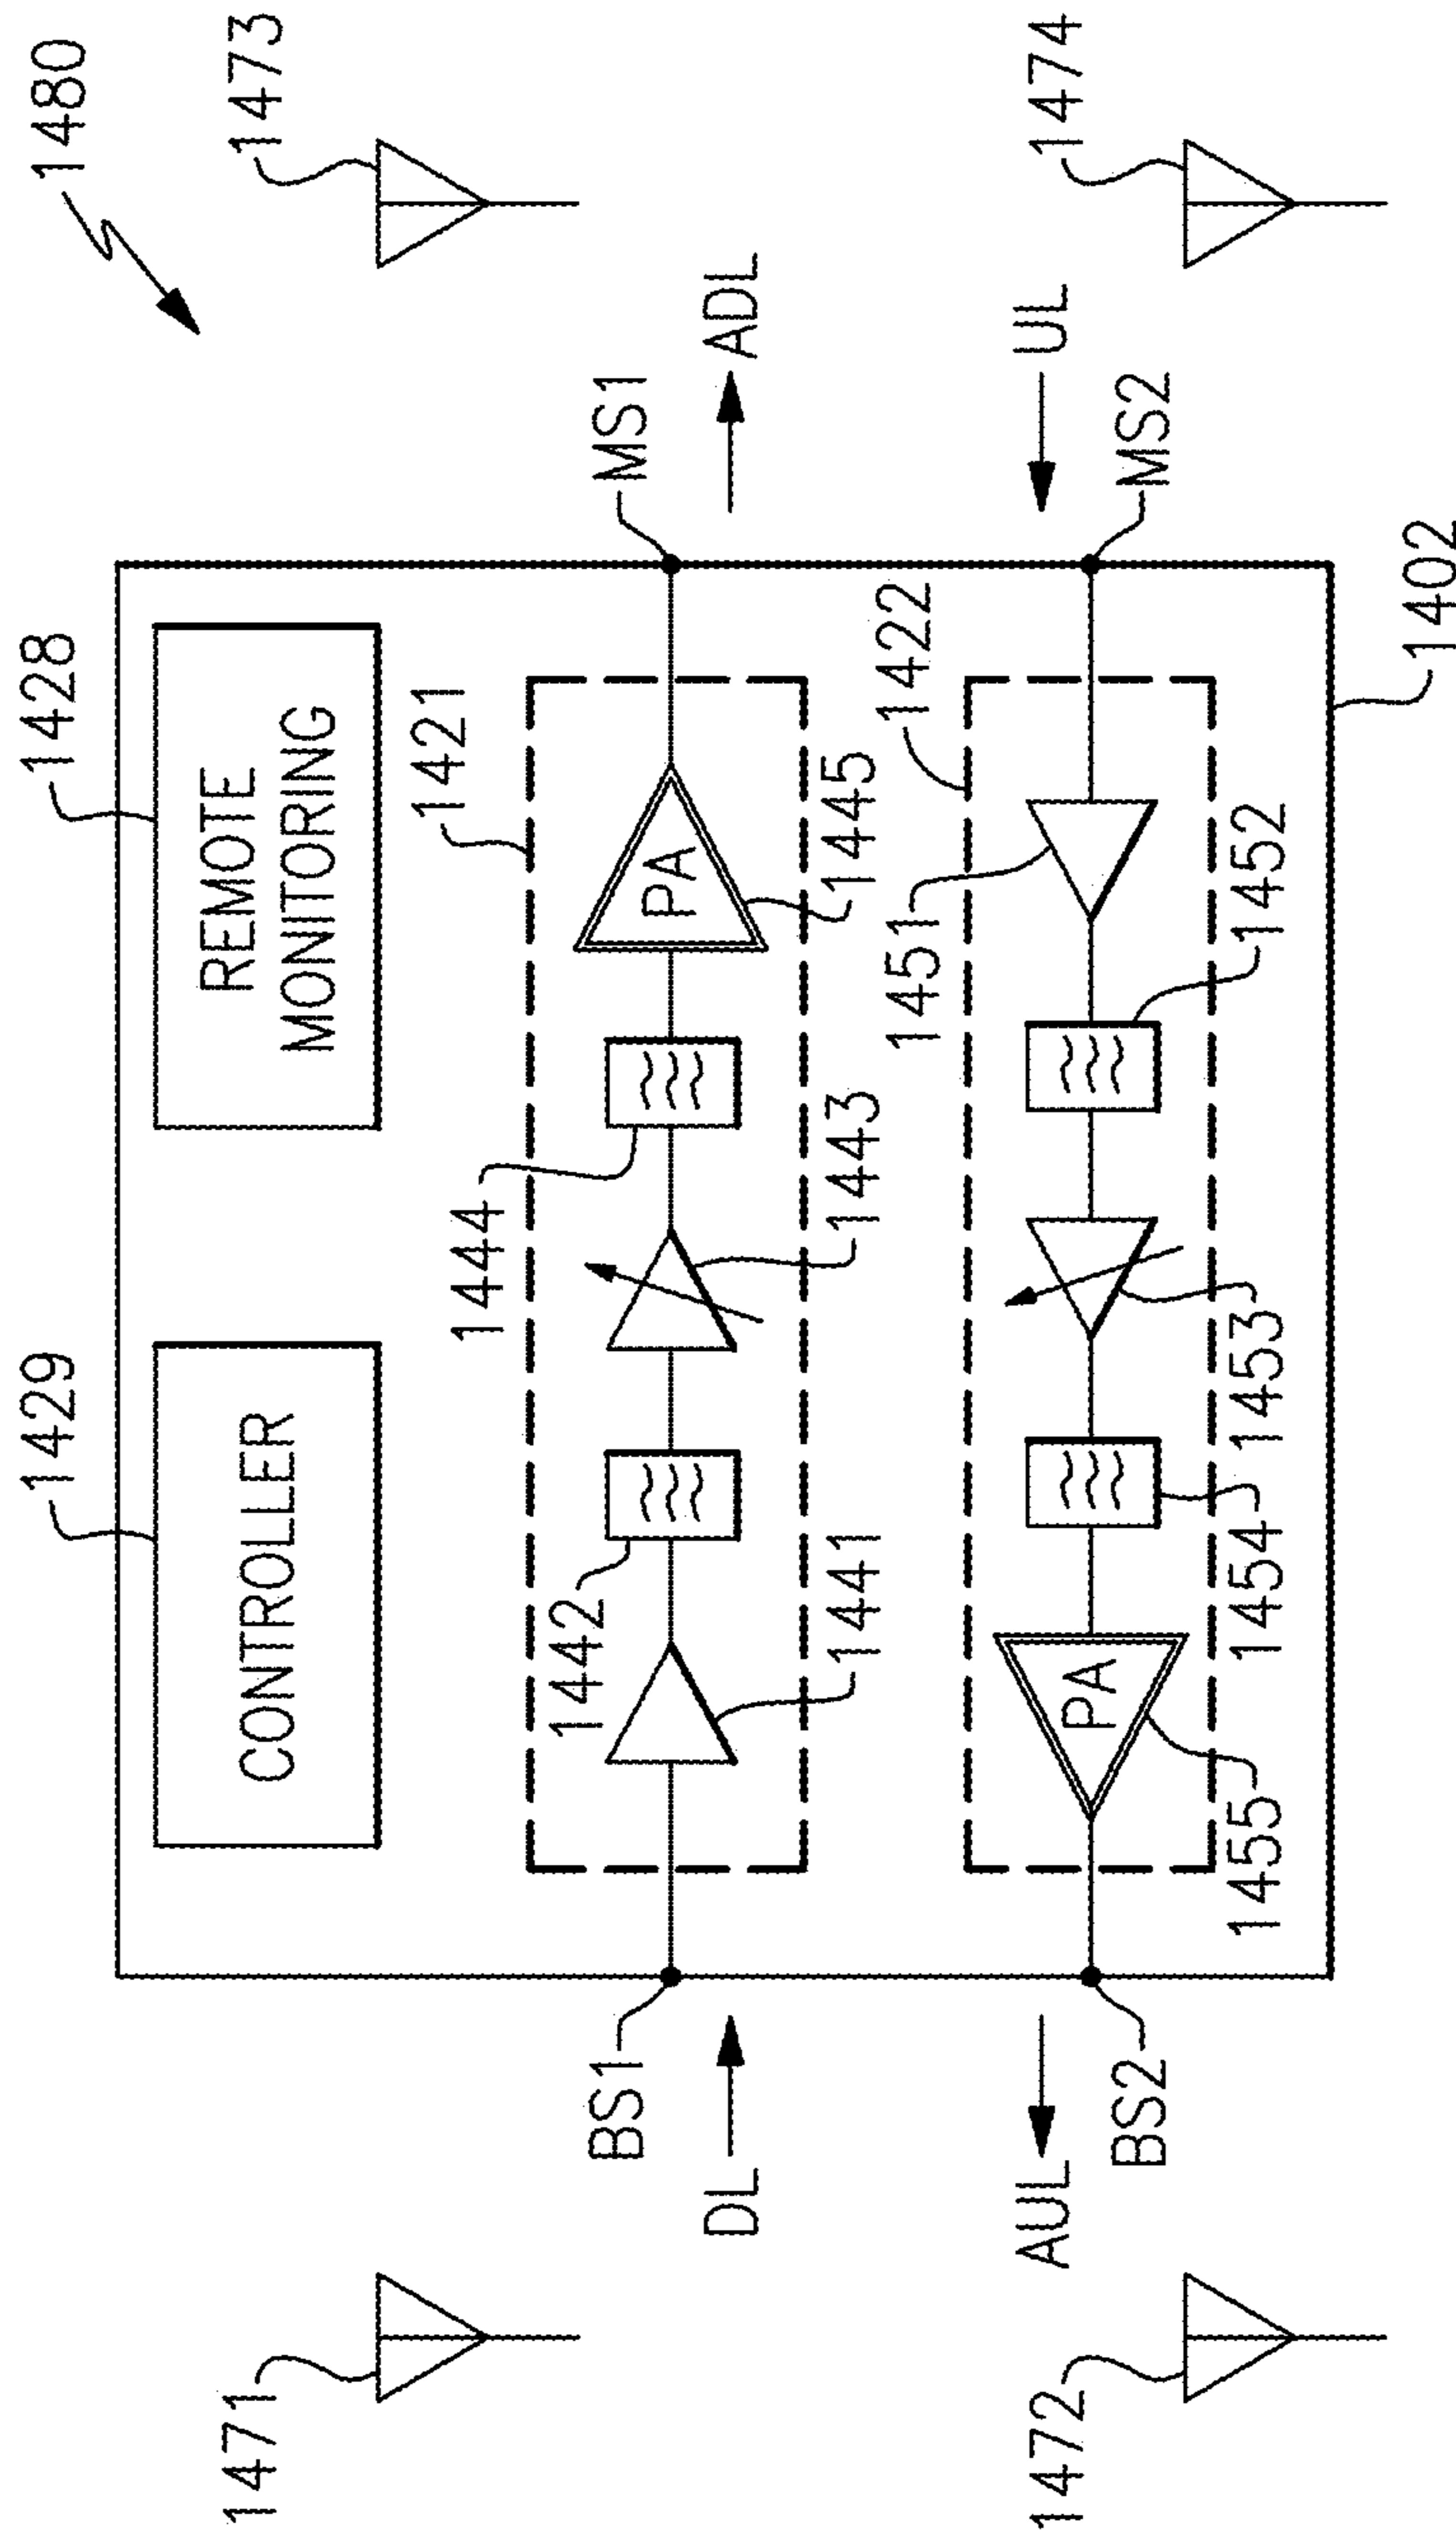 1480
1473
1474
1429
CONTROLLER
1428
REMOTE
MONITORING
1421
1442
1444
PA
1441
1443
1445
BS1
DL
MS1
ADL
AUL
BS2
UL
MS2
1422
1451
PA
1455
1454
1453
1452
1402
1471
1472